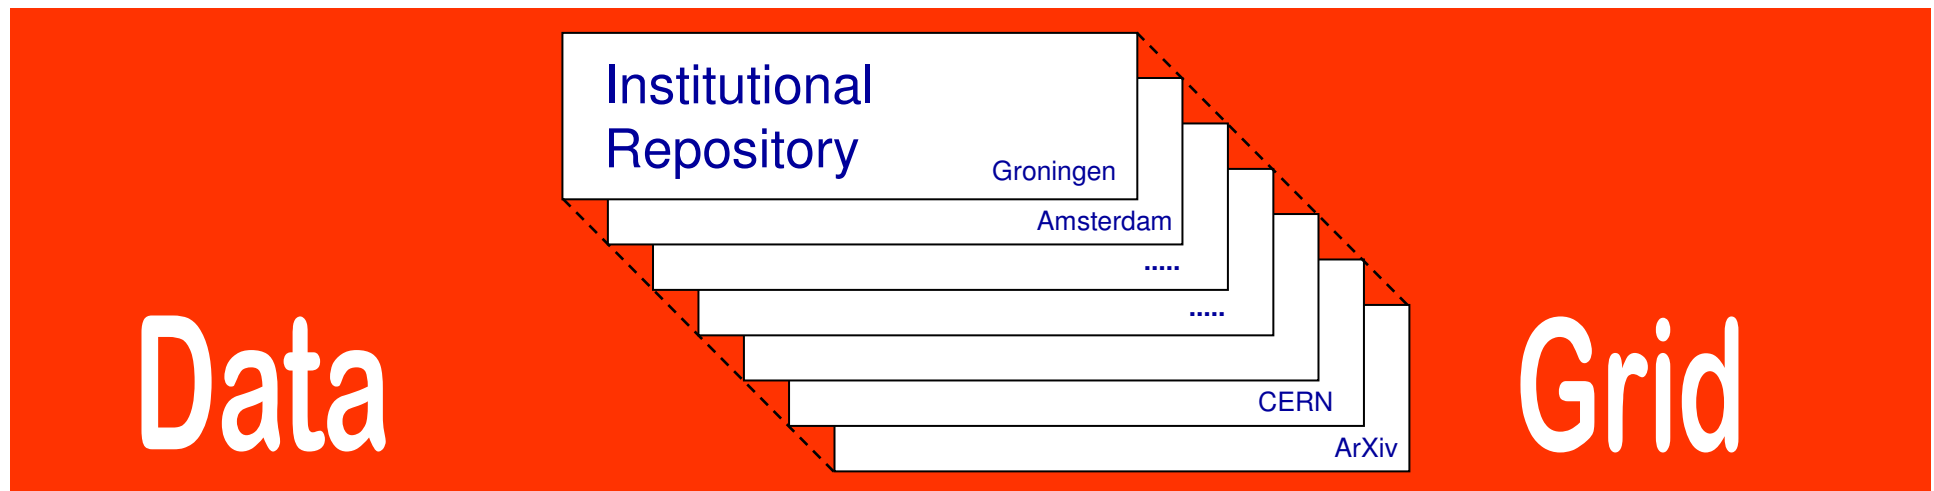 Institutional
Repository
Groningen
Amsterdam
.....
.....
CERN
ArXiv
Data
Grid